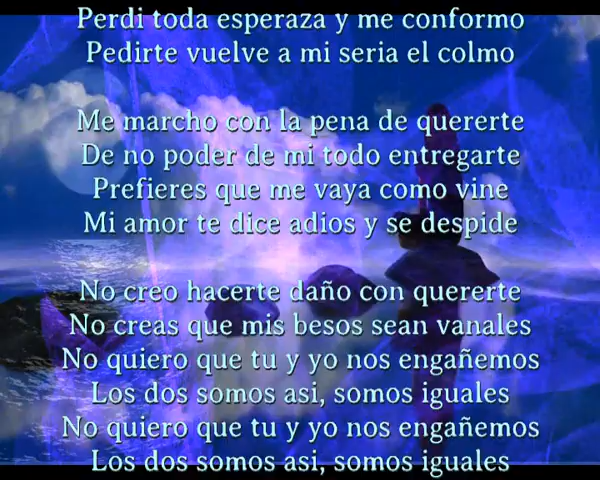 Perdi toda esperaza y me conformo
Pedirte vuelve a mi seria el colmo
Me marcho con la pena de quererte
De no poder de mi todo entregarte
Prefieres que me vaya como vine
Mi amor te dice adios y se despide
No creo hacerte daño con quererte
No creas que mis besos sean vanales
No quiero que tu y yo nos engañemos
Los dos somos asi, somos iguales
No quiero que tu y yo nos engañemos
Los dos somos asi, somos iguales